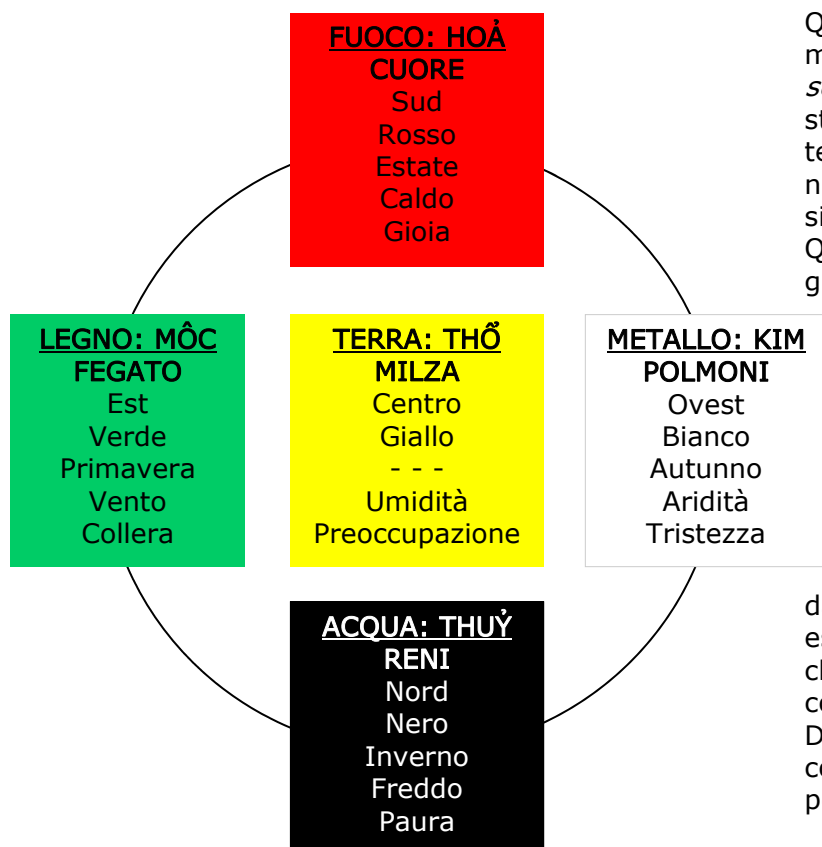 FUOCO: HOẢ
CUORE
Sud
Rosso
Estate
Caldo
Gioia
LEGNO: MÔC
FEGATO
Est
Verde
Primavera
Vento
Collera
TERRA: THỔ
MILZA
Centro
Giallo
- - -
Umidità
Preoccupazione
METALLO: KIM
POLMONI
Ovest
Bianco
Autunno
Aridità
Tristezza
ACQUA: THUỶ
RENI
Nord
Nero
Inverno
Freddo
Paura